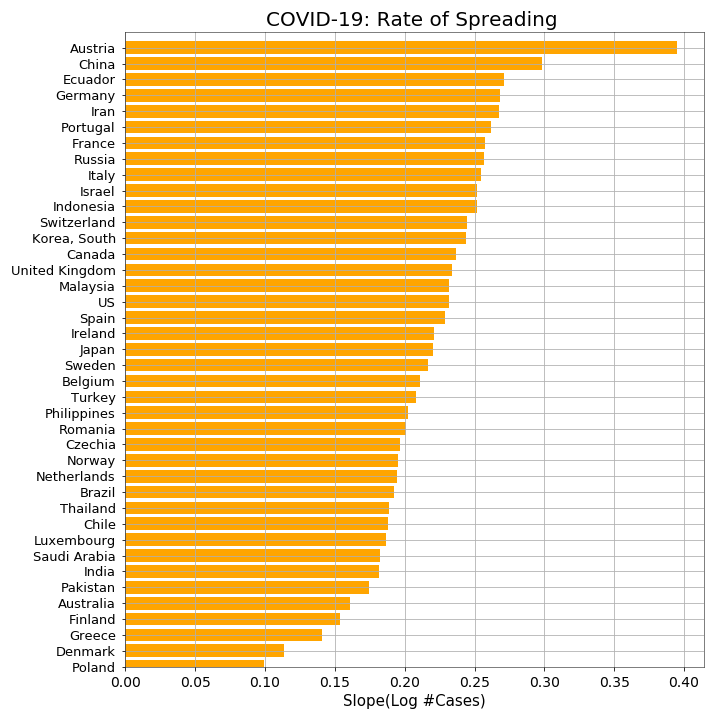 COVID-19: Rate of Spreading
Austria
China
Ecuador
Germany
Iran
Portugal
France
Russia
Italy
Israel
Indonesia
Switzerland
Korea, South
Canada
United Kingdom
Malaysia
US
Spain
Ireland
Japan
Sweden
Belgium
Turkey
Philippines
Romania
Czechia
Norway
Netherlands
Brazil
Thailand
Chile
Luxembourg
Saudi Arabia
India
Pakistan
Australia
Finland
Greece
Denmark
Poland
0.00 0.05 0.10 0.15 0.20 0.25 0.30 0.35 0.40
Slope(Log #Cases)